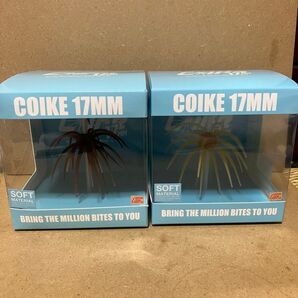 COIKE 17MM
SOFT
MATERIAL
BRING THE MILLION BITES TO YOU
COIKE 17MM
SOFT
MATERIAL
BRING THE MILLION BITES TO YOU